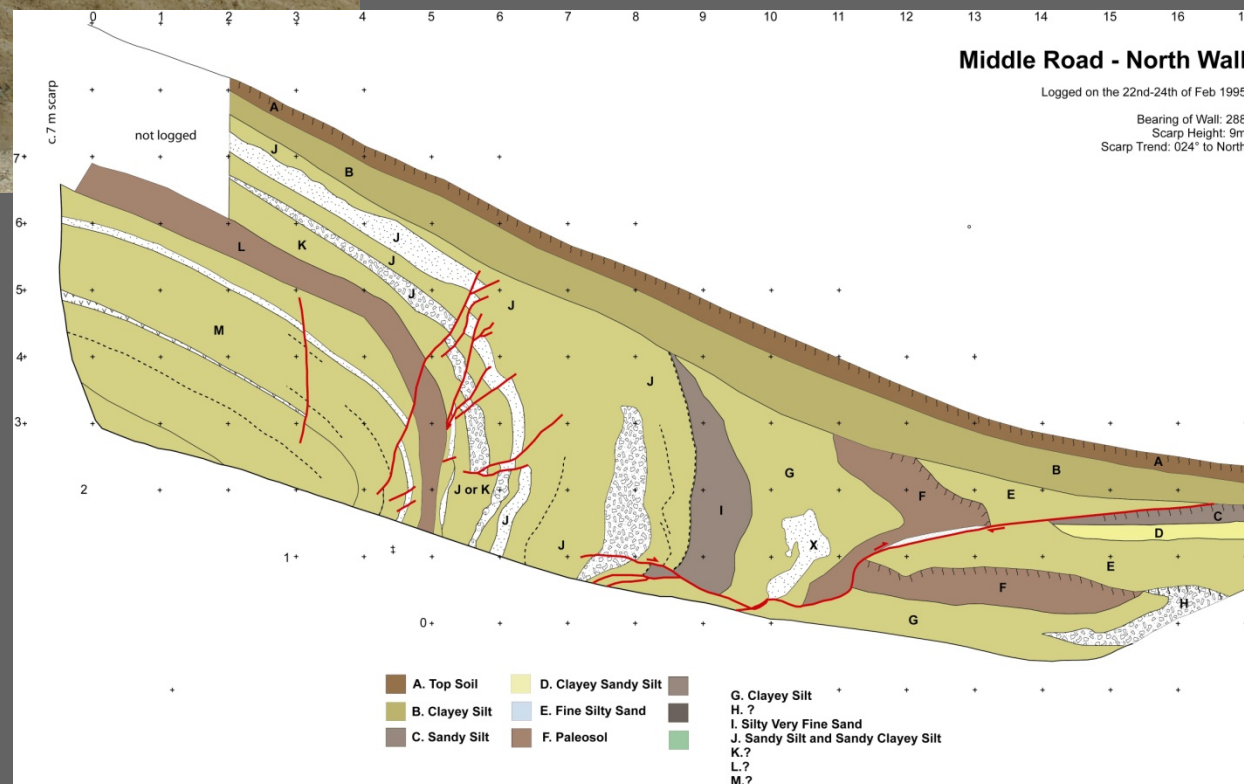 0 1 2 3 4 5 6 7 8 9 10 11 12 13 14 15 16
Middle Road - North Wall
Logged on the 22nd-24th of Feb 1995
Bearing of Wall: 288
Scarp Height: 9m
Scarp Trend: 024° to North
c. 7 m scarp
not logged
A
J
B
7
6
L
K
J
J
J
5
J
M
4
J
3
G
B
A
2
J or K
F
E
I
C
J
X
D
J
1
E
F
H
G
0
A. Top Soil
B. Clayey Silt
C. Sandy Silt
D. Clayey Sandy Silt
E. Fine Silty Sand
F. Paleosol
G. Clayey Silt
H. ?
I. Silty Very Fine Sand
J. Sandy Silt and Sandy Clayey Silt
K.?
L.?
M.?